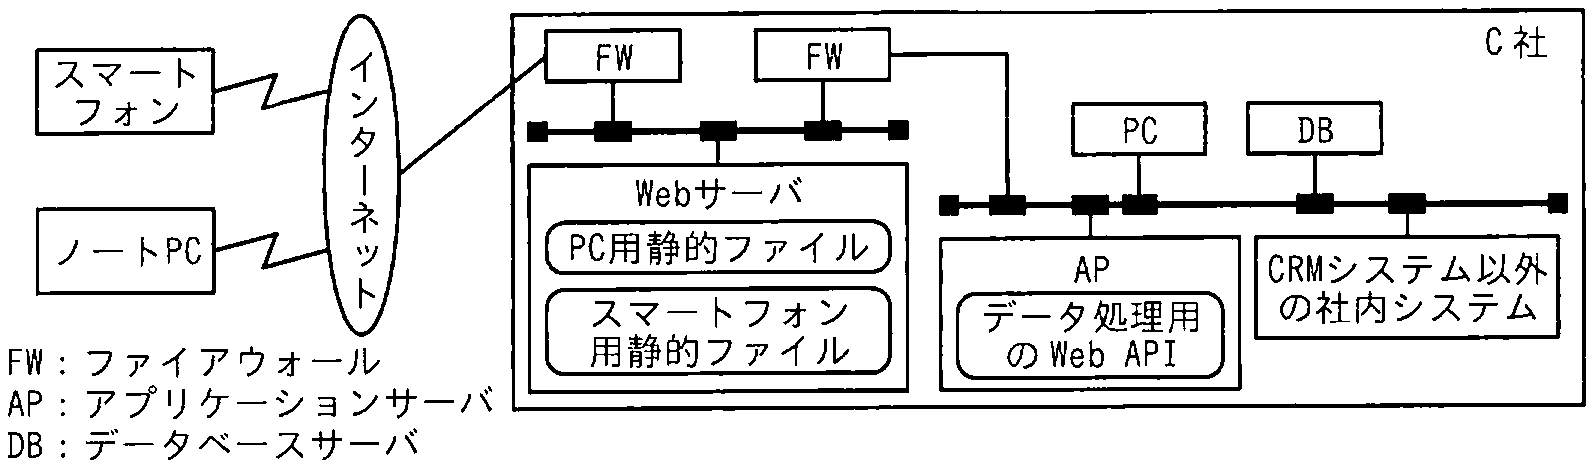 スマート
フォン
ノートPC
インターネット
C社
FW
FW
Webサーバ
PC用静的ファイル
スマートフォン
用静的ファイル
PC
DB
AP
データ処理用
のWeb API
CRMシステム以外
の社内システム
FW：ファイアウォール
AP：アプリケーションサーバ
DB：データベースサーバ